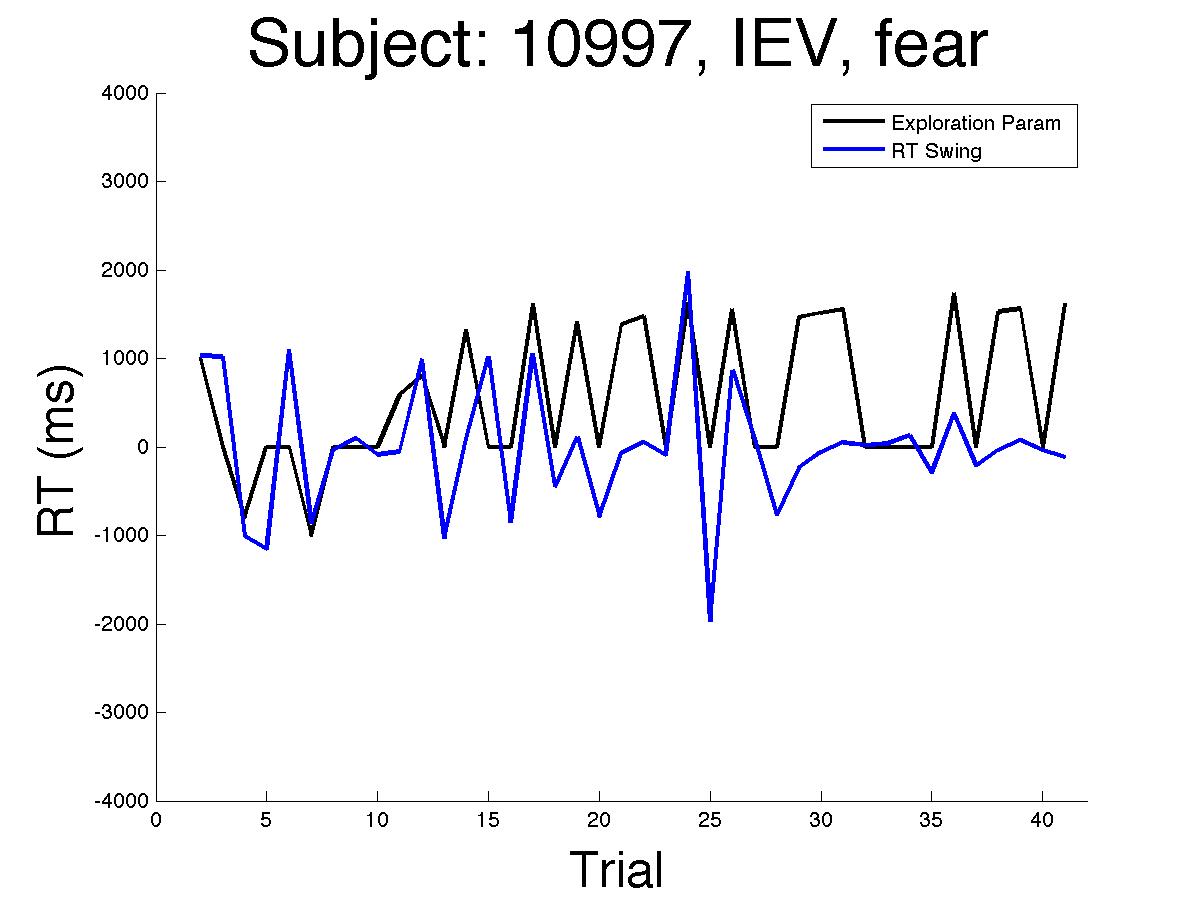 Subject: 10997, IEV, fear
4000
3000
2000
1000
0
-1000
-2000
-3000
-4000
RT (ms)
Exploration Param
RT Swing
0 5 10 15 20 25 30 35 40
Trial